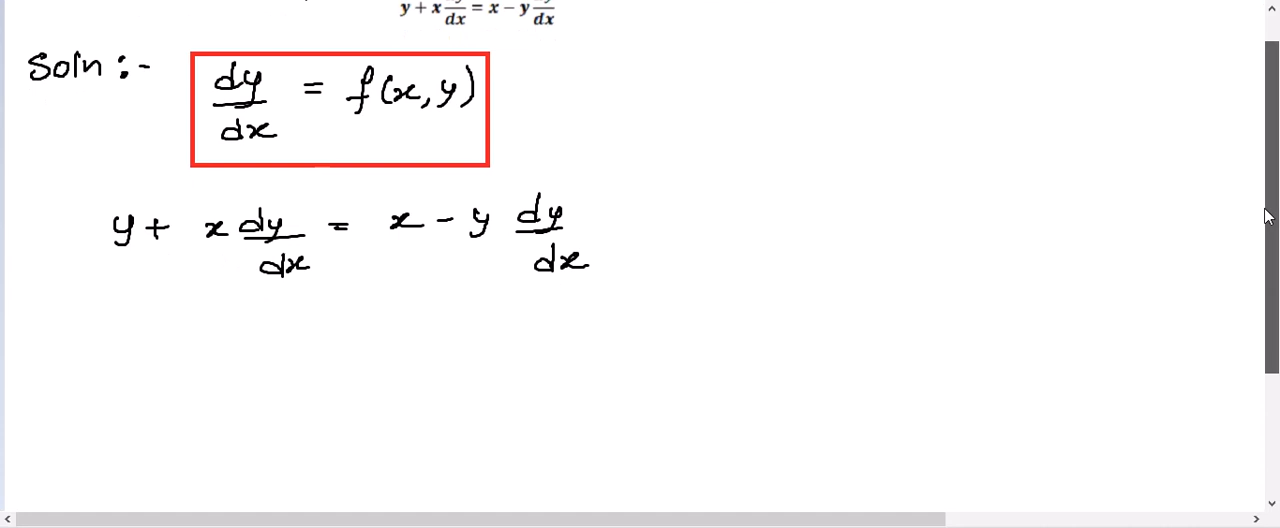 y + x dy/dx = x − y dy/dx
Soln :-
dy/dx = f(x, y)
y + x dy/dx = x - y dy/dx